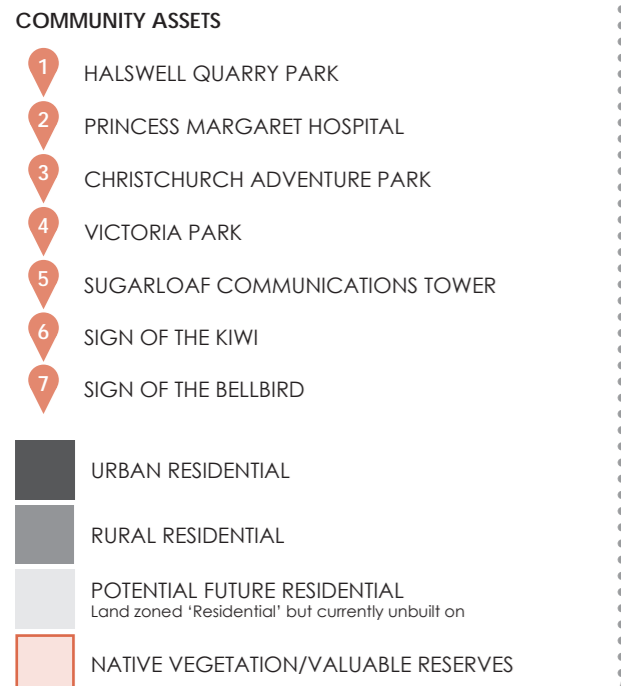 COMMUNITY ASSETS
1 HALSWELL QUARRY PARK
2 PRINCESS MARGARET HOSPITAL
3 CHRISTCHURCH ADVENTURE PARK
4 VICTORIA PARK
5 SUGARLOAF COMMUNICATIONS TOWER
6 SIGN OF THE KIWI
7 SIGN OF THE BELLBIRD
URBAN RESIDENTIAL
RURAL RESIDENTIAL
POTENTIAL FUTURE RESIDENTIAL
Land zoned ‘Residential’ but currently unbuilt on
NATIVE VEGETATION/VALUABLE RESERVES